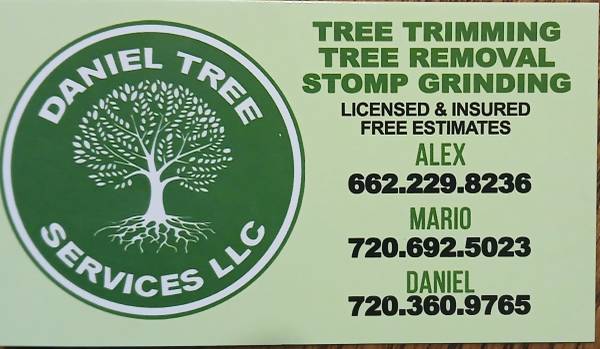 DANIEL TREE
SERVICES LLC
TREE TRIMMING
TREE REMOVAL
STOMP GRINDING
LICENSED & INSURED
FREE ESTIMATES
ALEX
662.229.8236
MARIO
720.692.5023
DANIEL
720.360.9765